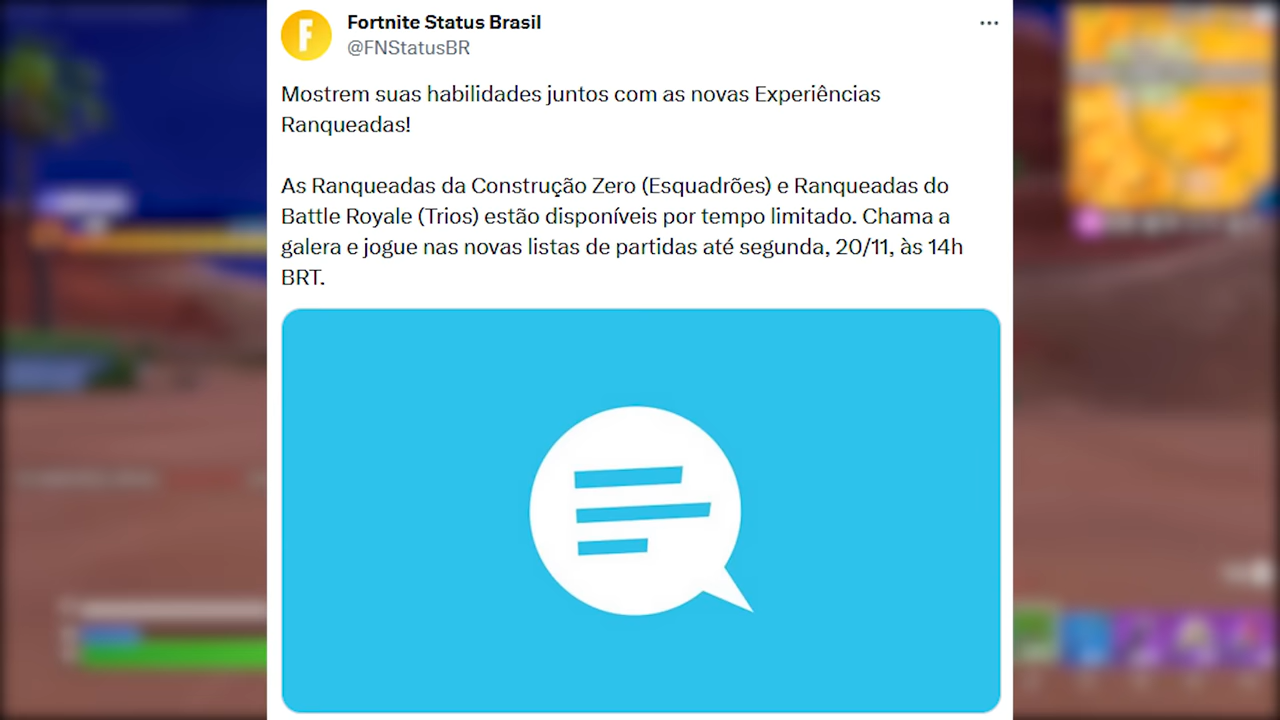 Fortnite Status Brasil
@FNStatusBR
Mostrem suas habilidades juntos com as novas Experiências
Ranqueadas!
As Ranqueadas da Construção Zero (Esquadrões) e Ranqueadas do
Battle Royale (Trios) estão disponíveis por tempo limitado. Chama a
galera e jogue nas novas listas de partidas até segunda, 20/11, às 14h
BRT.